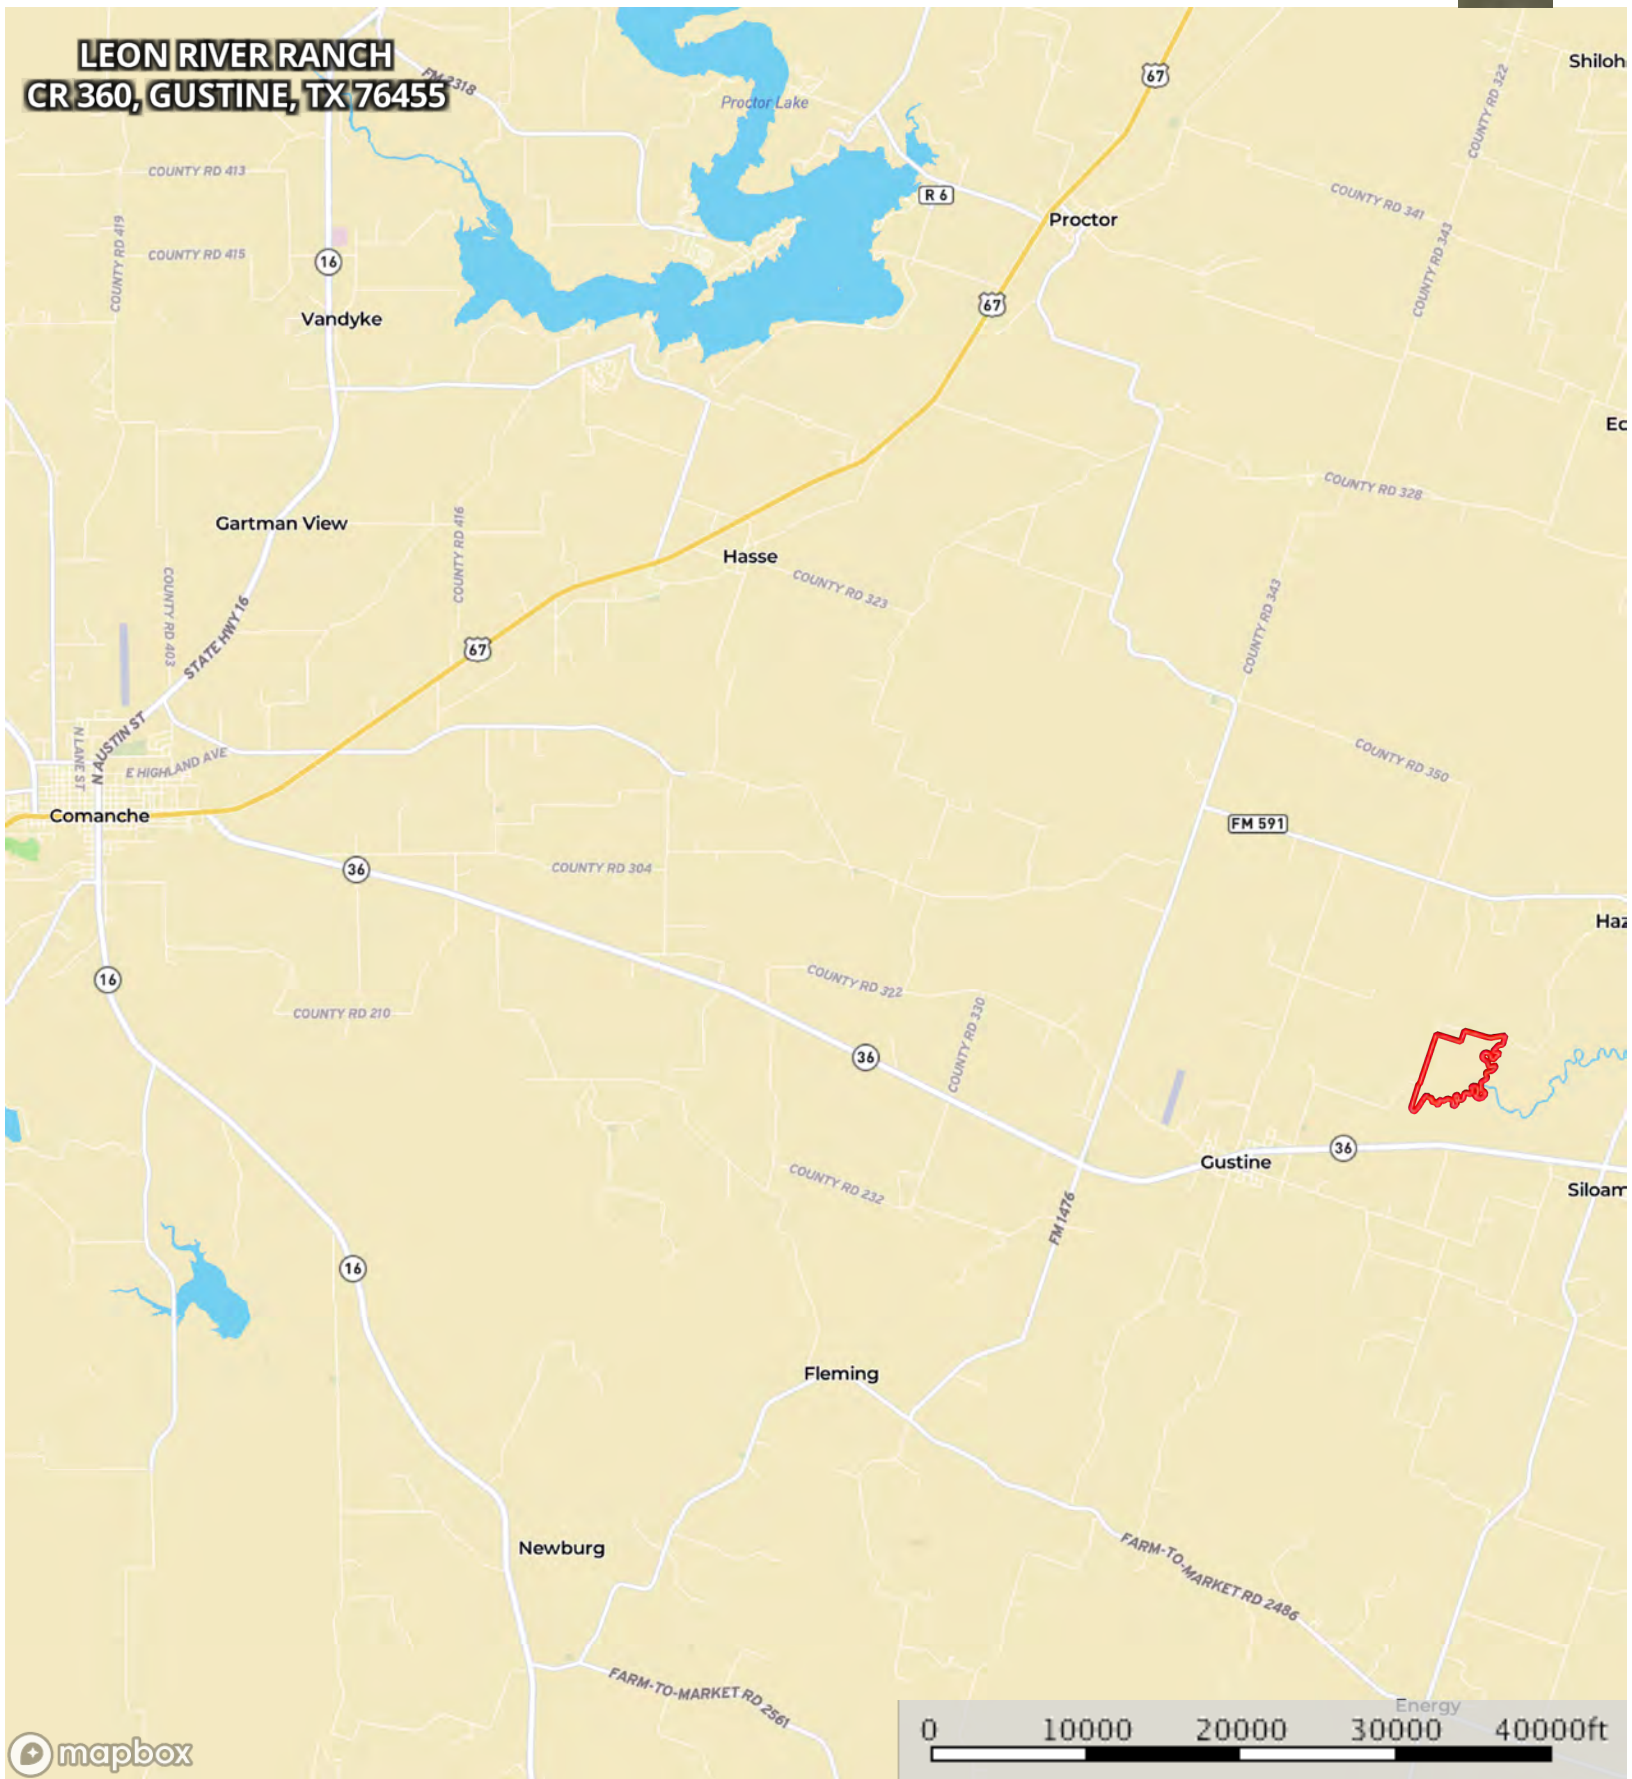 LEON RIVER RANCH
CR 360, GUSTINE, TX 76455
FM 2318
Proctor Lake
67
Shiloh
COUNTY RD 322
COUNTY RD 413
COUNTY RD 419
COUNTY RD 415
16
Vandyke
R 6
Proctor
COUNTY RD 341
COUNTY RD 343
67
Ec
COUNTY RD 328
Gartman View
COUNTY RD 416
Hasse
COUNTY RD 323
COUNTY RD 403
STATE HWY 16
67
COUNTY RD 343
N LANE ST
N AUSTIN ST
E HIGHLAND AVE
COUNTY RD 350
Comanche
FM 591
36
COUNTY RD 304
Haz
16
COUNTY RD 322
COUNTY RD 330
COUNTY RD 210
36
Gustine
36
COUNTY RD 232
Siloam
FM 1476
16
Fleming
Newburg
FARM-TO-MARKET RD 2486
FARM-TO-MARKET RD 2561
Energy
0 10000 20000 30000 40000ft
mapbox